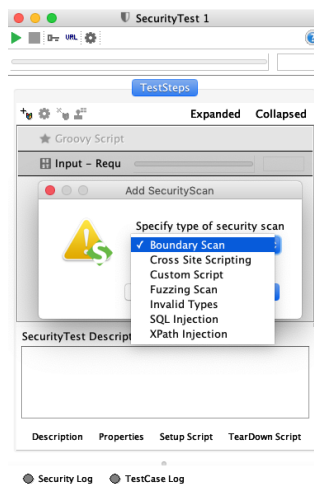 SecurityTest 1
URL
TestSteps
Expanded Collapsed
Groovy Script
Input – Requ
Add SecurityScan
Specify type of security scan
✓ Boundary Scan
Cross Site Scripting
Custom Script
Fuzzing Scan
Invalid Types
SQL Injection
XPath Injection
SecurityTest Descript
Description Properties Setup Script TearDown Script
Security Log TestCase Log